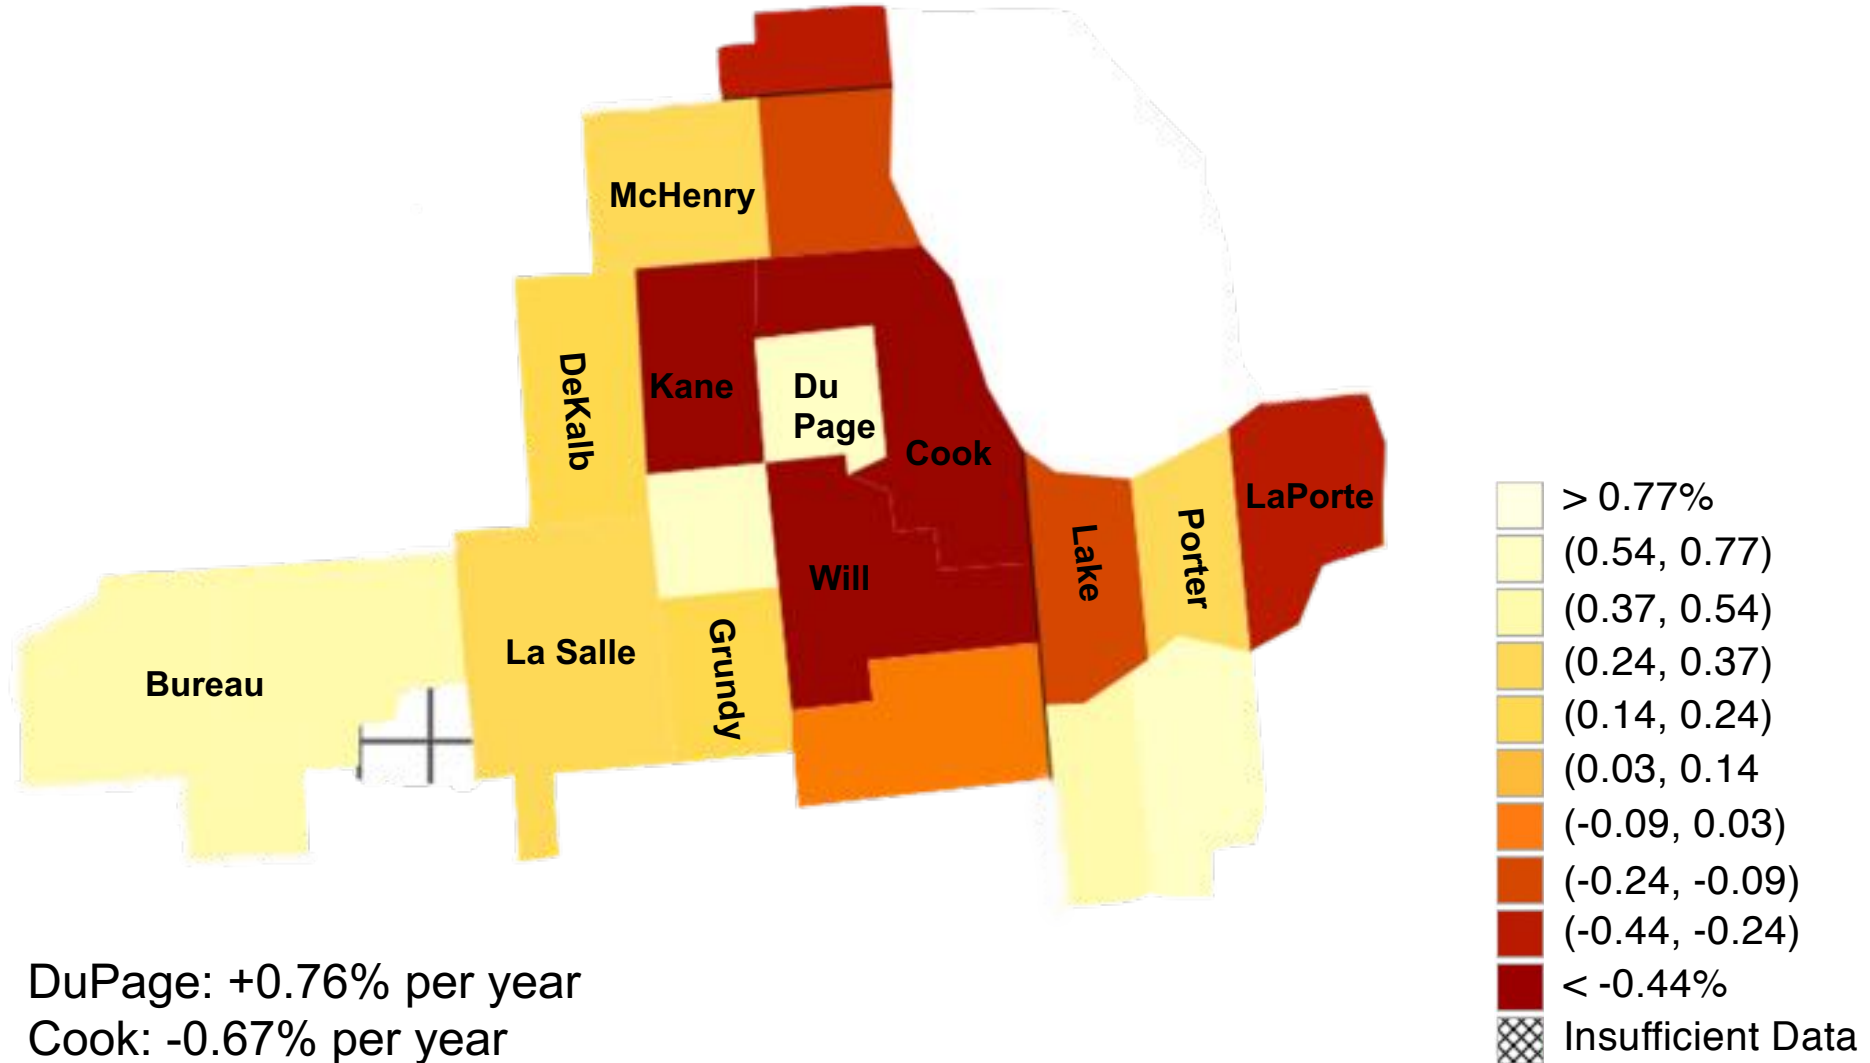 McHenry
DeKalb
Kane
Du
Page
Cook
LaPorte
Lake
Porter
Will
La Salle
Grundy
Bureau
> 0.77%
(0.54, 0.77)
(0.37, 0.54)
(0.24, 0.37)
(0.14, 0.24)
(0.03, 0.14
(-0.09, 0.03)
(-0.24, -0.09)
(-0.44, -0.24)
< -0.44%
Insufficient Data
DuPage: +0.76% per year
Cook: -0.67% per year